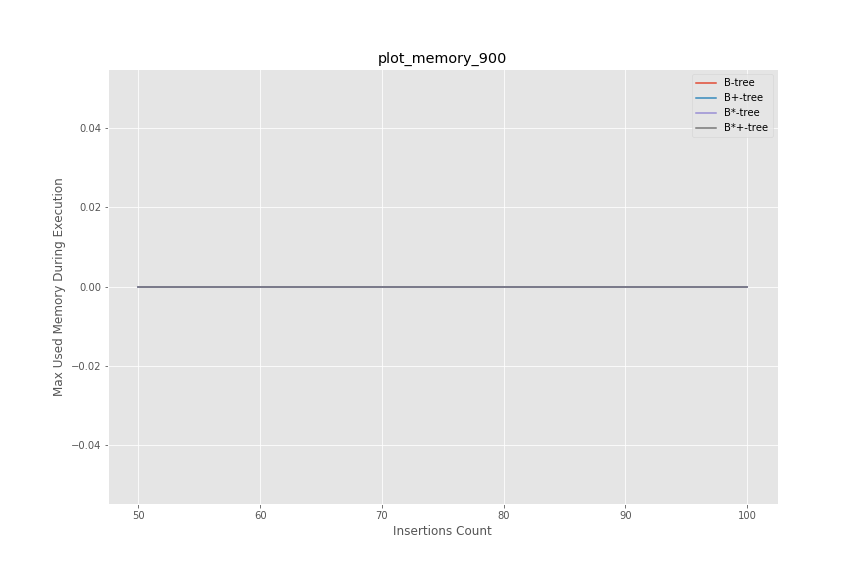 plot_memory_900
B-tree
B+-tree
B*-tree
B*+-tree
Max Used Memory During Execution
0.04
0.02
0.00
−0.02
−0.04
50 60 70 80 90 100
Insertions Count